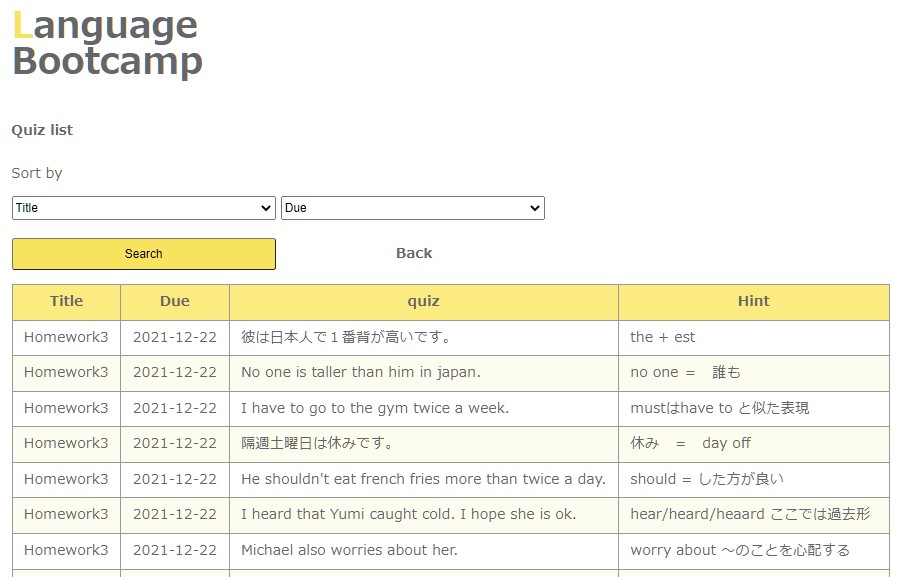 Language
Bootcamp
Quiz list
Sort by
Title Due
Search Back
Title Due quiz Hint
Homework3 2021-12-22 彼は日本人で１番背が高いです。 the + est
Homework3 2021-12-22 No one is taller than him in japan. no one ＝　誰も
Homework3 2021-12-22 I have to go to the gym twice a week. mustはhave to と似た表現
Homework3 2021-12-22 隔週土曜日は休みです。 休み　＝　day off
Homework3 2021-12-22 He shouldn't eat french fries more than twice a day. should = した方が良い
Homework3 2021-12-22 I heard that Yumi caught cold. I hope she is ok. hear/heard/heaard ここでは過去形
Homework3 2021-12-22 Michael also worries about her. worry about 〜のことを心配する